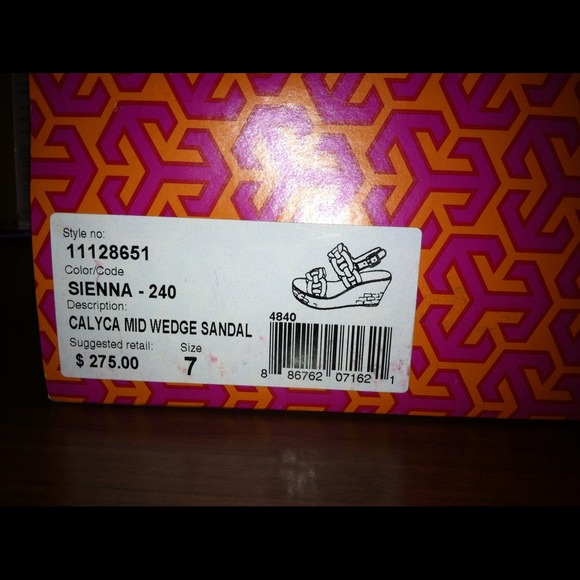 Style no:
11128651
Color/Code
SIENNA - 240
Description:
CALYCA MID WEDGE SANDAL
Suggested retail: Size
$ 275.00 7
4840
8 86762 07162 1